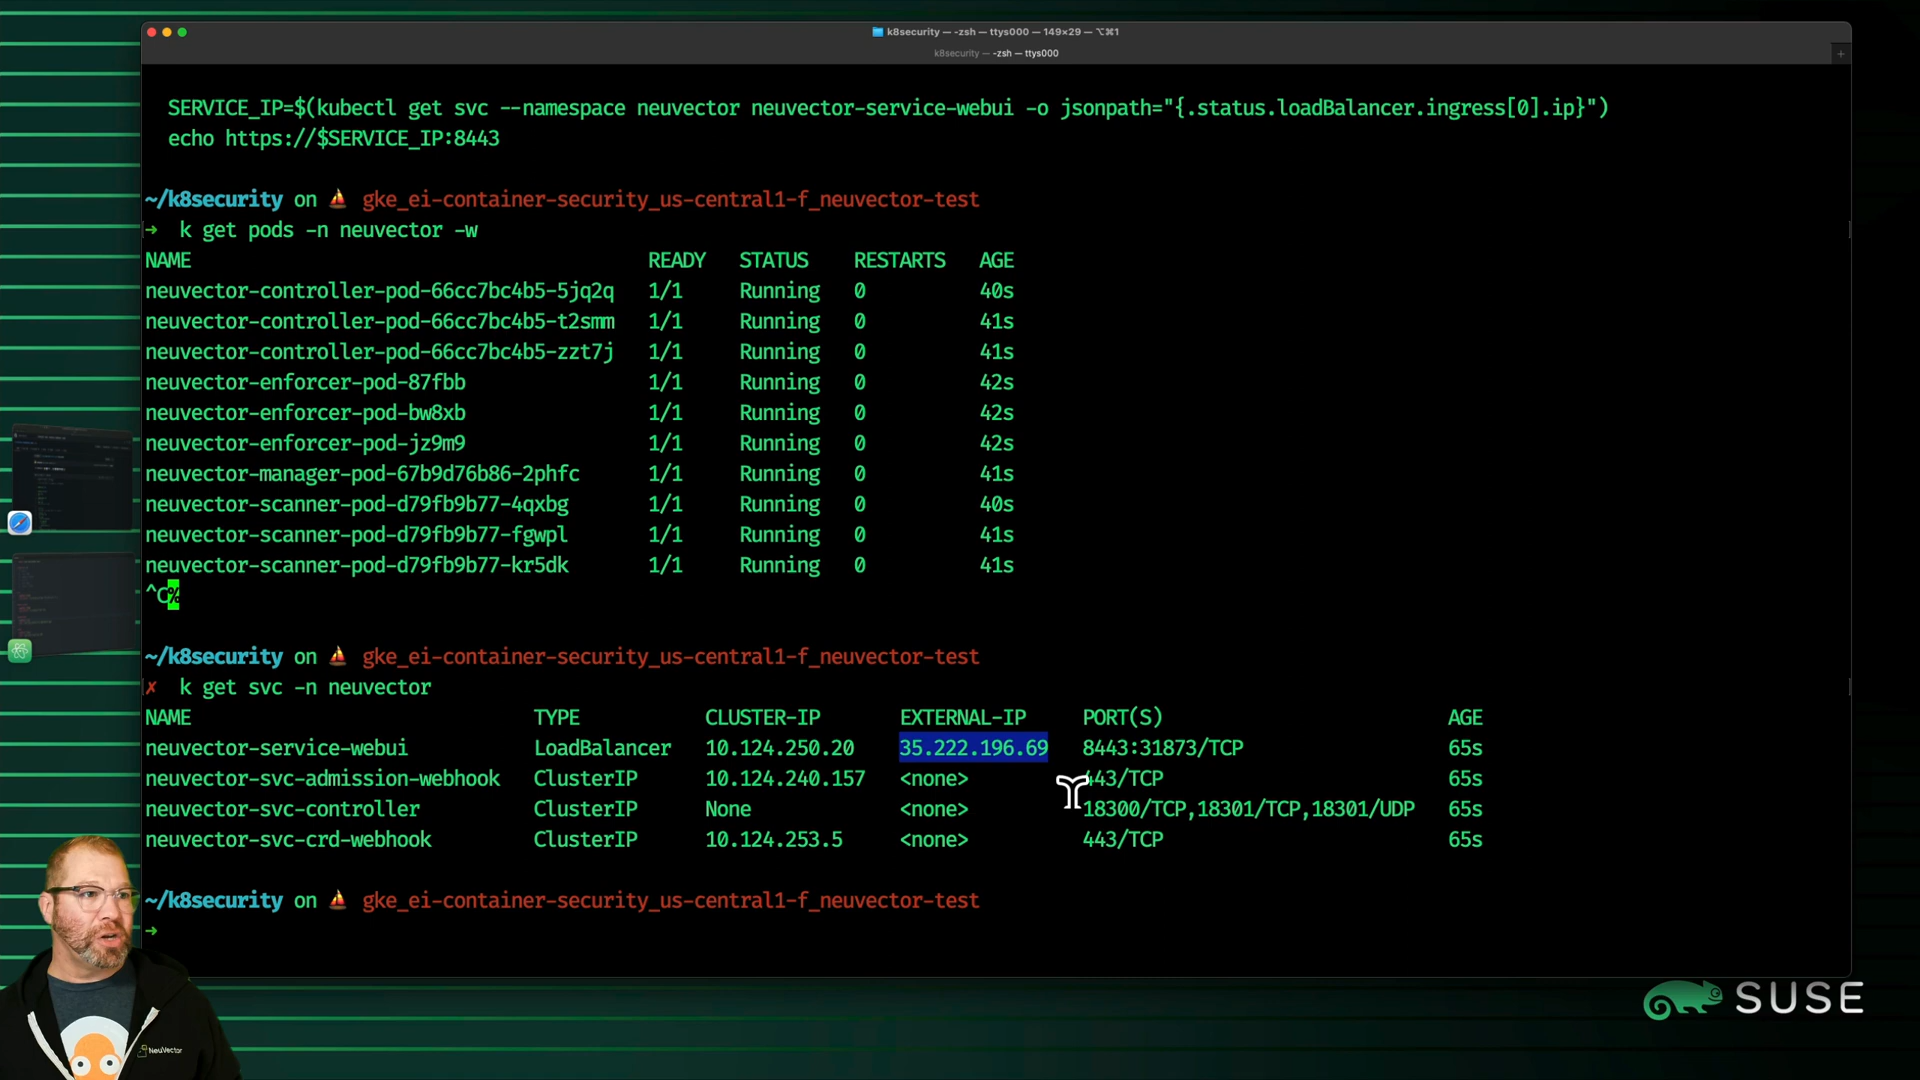 k8security — -zsh — ttys000 — 149×29 — ⌥⌘1
k8security — -zsh — ttys000
SERVICE_IP=$(kubectl get svc --namespace neuvector neuvector-service-webui -o jsonpath="{.status.loadBalancer.ingress[0].ip}")
echo https://$SERVICE_IP:8443
~/k8security on gke_ei-container-security_us-central1-f_neuvector-test
→ k get pods -n neuvector -w
NAME READY STATUS RESTARTS AGE
neuvector-controller-pod-66cc7bc4b5-5jq2q 1/1 Running 0 40s
neuvector-controller-pod-66cc7bc4b5-t2smm 1/1 Running 0 41s
neuvector-controller-pod-66cc7bc4b5-zzt7j 1/1 Running 0 41s
neuvector-enforcer-pod-87fbb 1/1 Running 0 42s
neuvector-enforcer-pod-bw8xb 1/1 Running 0 42s
neuvector-enforcer-pod-jz9m9 1/1 Running 0 42s
neuvector-manager-pod-67b9d76b86-2phfc 1/1 Running 0 41s
neuvector-scanner-pod-d79fb9b77-4qxbg 1/1 Running 0 40s
neuvector-scanner-pod-d79fb9b77-fgwpl 1/1 Running 0 41s
neuvector-scanner-pod-d79fb9b77-kr5dk 1/1 Running 0 41s
^C%
~/k8security on gke_ei-container-security_us-central1-f_neuvector-test
✗ k get svc -n neuvector
NAME TYPE CLUSTER-IP EXTERNAL-IP PORT(S) AGE
neuvector-service-webui LoadBalancer 10.124.250.20 35.222.196.69 8443:31873/TCP 65s
neuvector-svc-admission-webhook ClusterIP 10.124.240.157 <none> 443/TCP 65s
neuvector-svc-controller ClusterIP None <none> 18300/TCP,18301/TCP,18301/UDP 65s
neuvector-svc-crd-webhook ClusterIP 10.124.253.5 <none> 443/TCP 65s
~/k8security on gke_ei-container-security_us-central1-f_neuvector-test
→
NeuVector
SUSE